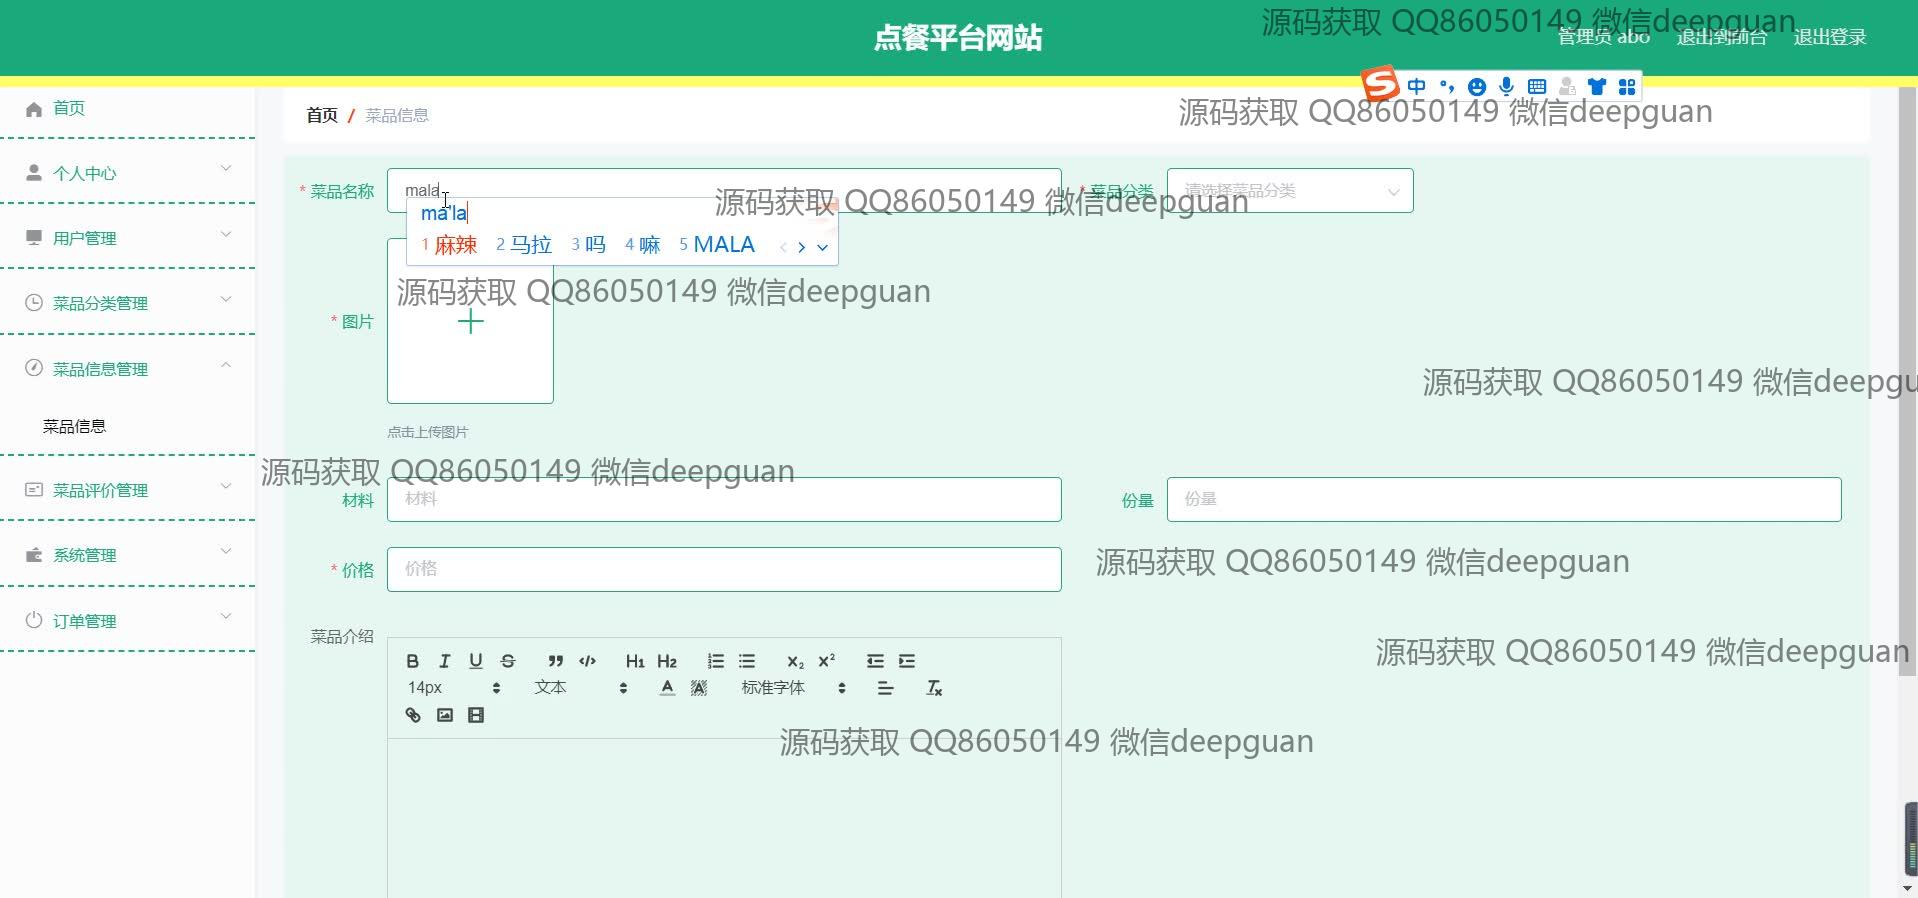 点餐平台网站
源码获取 QQ86050149 微信deepguan
管理员 abo 退出到前台 退出登录
中
首页
首页 / 菜品信息
源码获取 QQ86050149 微信deepguan
个人中心
* 菜品名称 mala
* 菜品分类 请选择菜品分类
源码获取 QQ86050149 微信deepguan
ma'la
1 麻辣 2 马拉 3 吗 4 嘛 5 MALA
用户管理
源码获取 QQ86050149 微信deepguan
菜品分类管理
* 图片
菜品信息管理
源码获取 QQ86050149 微信deepgu
菜品信息
点击上传图片
源码获取 QQ86050149 微信deepguan
菜品评价管理
材料 材料
份量 份量
系统管理
* 价格 价格
源码获取 QQ86050149 微信deepguan
订单管理
菜品介绍
源码获取 QQ86050149 微信deepguan
B I U S H1 H2 X2 X2
14px 文本 A A 标准字体
源码获取 QQ86050149 微信deepguan